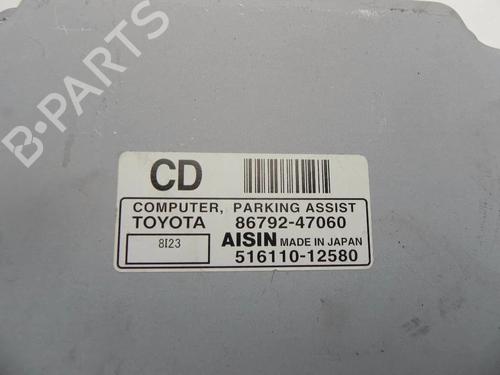 B-PARTS
CD
COMPUTER, PARKING ASSIST
TOYOTA 86792-47060
8I23
AISIN MADE IN JAPAN
516110-12580